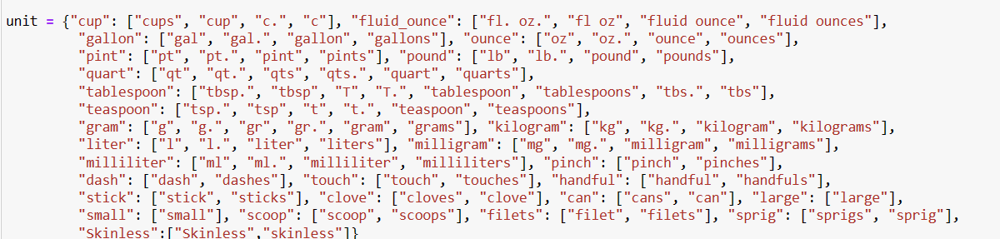 unit = {"cup": ["cups", "cup", "c.", "c"], "fluid_ounce": ["fl. oz.", "fl oz", "fluid ounce", "fluid ounces"],
"gallon": ["gal", "gal.", "gallon", "gallons"], "ounce": ["oz", "oz.", "ounce", "ounces"],
"pint": ["pt", "pt.", "pint", "pints"], "pound": ["lb", "lb.", "pound", "pounds"],
"quart": ["qt", "qt.", "qts", "qts.", "quart", "quarts"],
"tablespoon": ["tbsp.", "tbsp", "T", "T.", "tablespoon", "tablespoons", "tbs.", "tbs"],
"teaspoon": ["tsp.", "tsp", "t", "t.", "teaspoon", "teaspoons"],
"gram": ["g", "g.", "gr", "gr.", "gram", "grams"], "kilogram": ["kg", "kg.", "kilogram", "kilograms"],
"liter": ["l", "l.", "liter", "liters"], "milligram": ["mg", "mg.", "milligram", "milligrams"],
"milliliter": ["ml", "ml.", "milliliter", "milliliters"], "pinch": ["pinch", "pinches"],
"dash": ["dash", "dashes"], "touch": ["touch", "touches"], "handful": ["handful", "handfuls"],
"stick": ["stick", "sticks"], "clove": ["cloves", "clove"], "can": ["cans", "can"], "large": ["large"],
"small": ["small"], "scoop": ["scoop", "scoops"], "filets": ["filet", "filets"], "sprig": ["sprigs", "sprig"],
"Skinless":["Skinless","skinless"]}